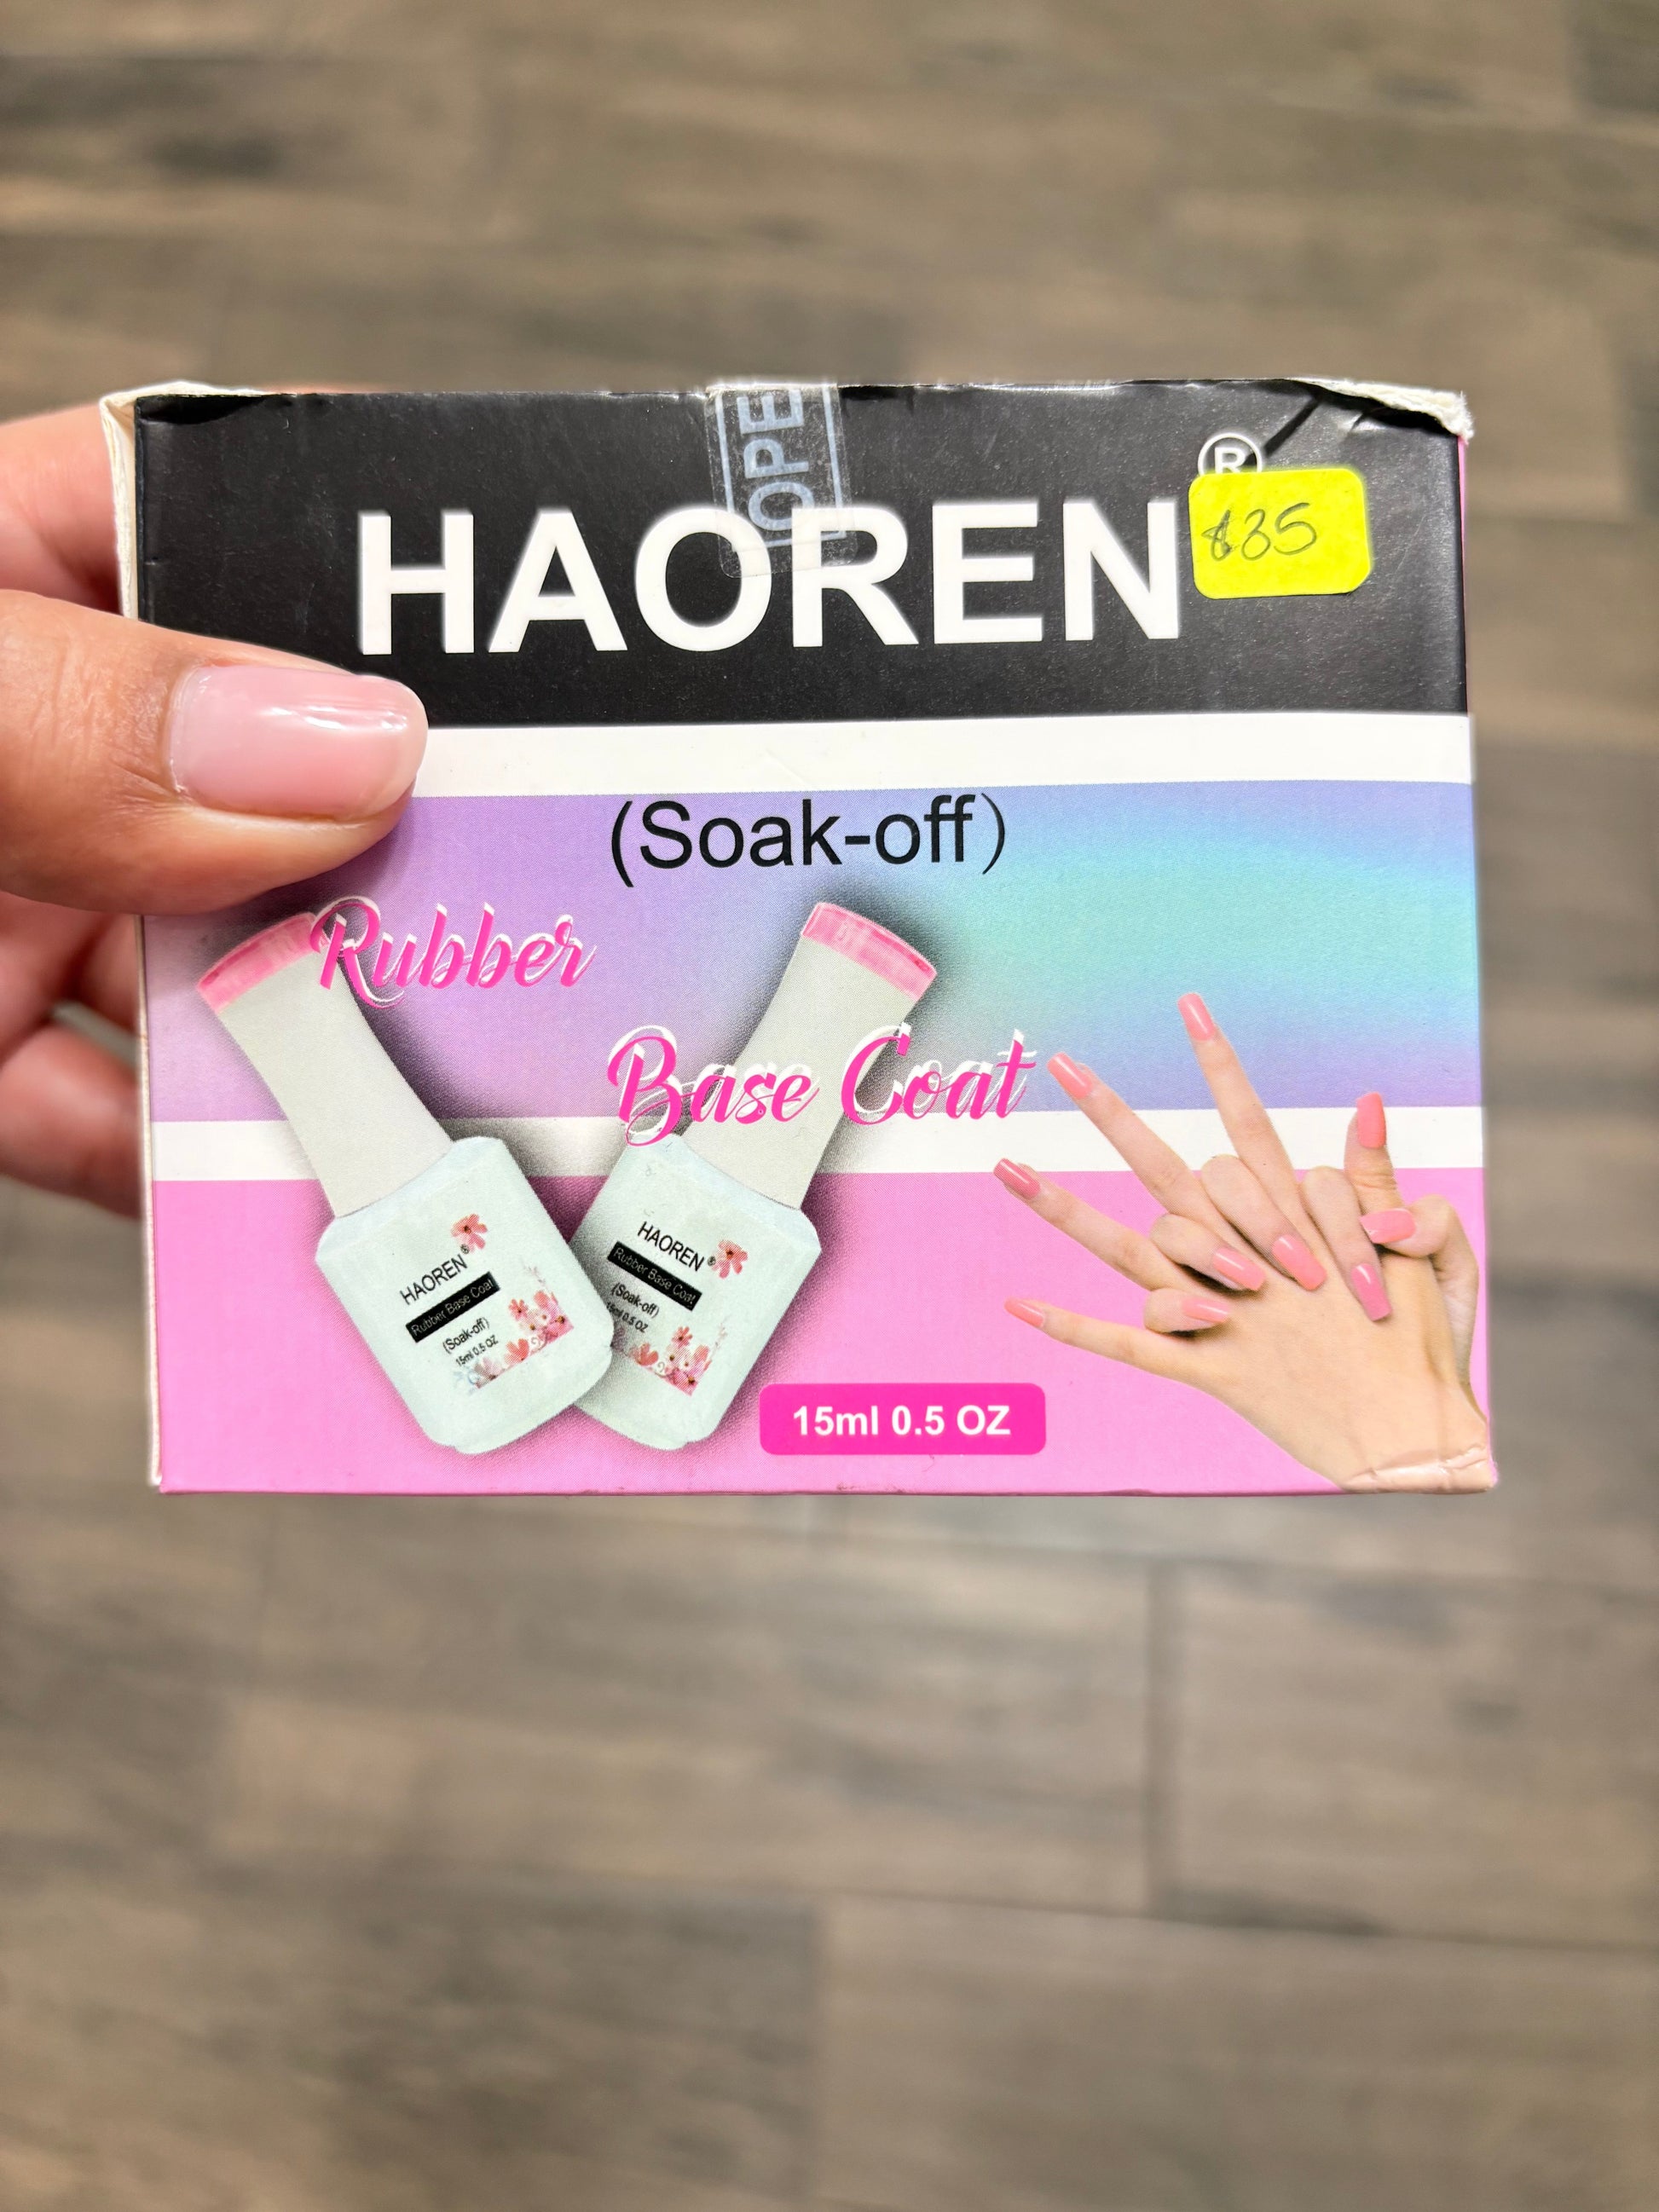 OPE
HAOREN®
$35
(Soak-off)
Rubber
Base Coat
HAOREN®
Rubber Base Coat
(Soak-off)
15ml 0.5 OZ
HAOREN®
Rubber Base Coat
(Soak-off)
15ml 0.5 OZ
15ml 0.5 OZ